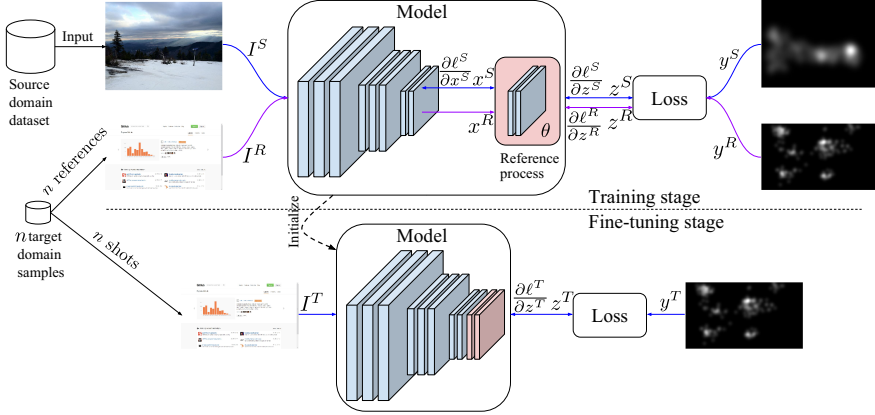 Model
Input
Source
domain
dataset
I^S
I^R
∂ℓ^S
∂x^S
x^S
x^R
θ
Reference
process
∂ℓ^S
∂z^S
z^S
∂ℓ^R
∂z^R
z^R
Loss
y^S
y^R
n references
Training stage
Fine-tuning stage
Initialize
n target
domain
samples
n shots
Model
I^T
∂ℓ^T
∂z^T
z^T
Loss
y^T